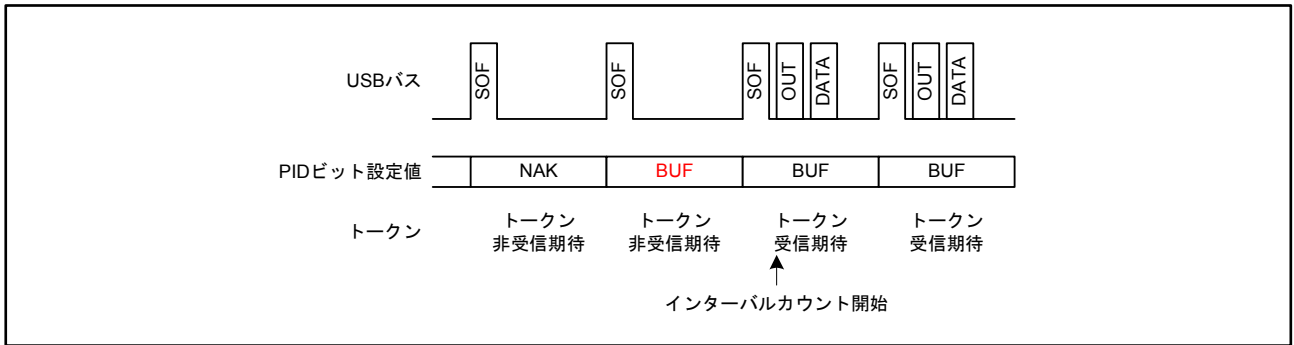 USBバス
SOF
SOF
SOF
OUT
DATA
SOF
OUT
DATA
PIDビット設定値
NAK
BUF
BUF
BUF
トークン
トークン
非受信期待
トークン
非受信期待
トークン
受信期待
トークン
受信期待
インターバルカウント開始